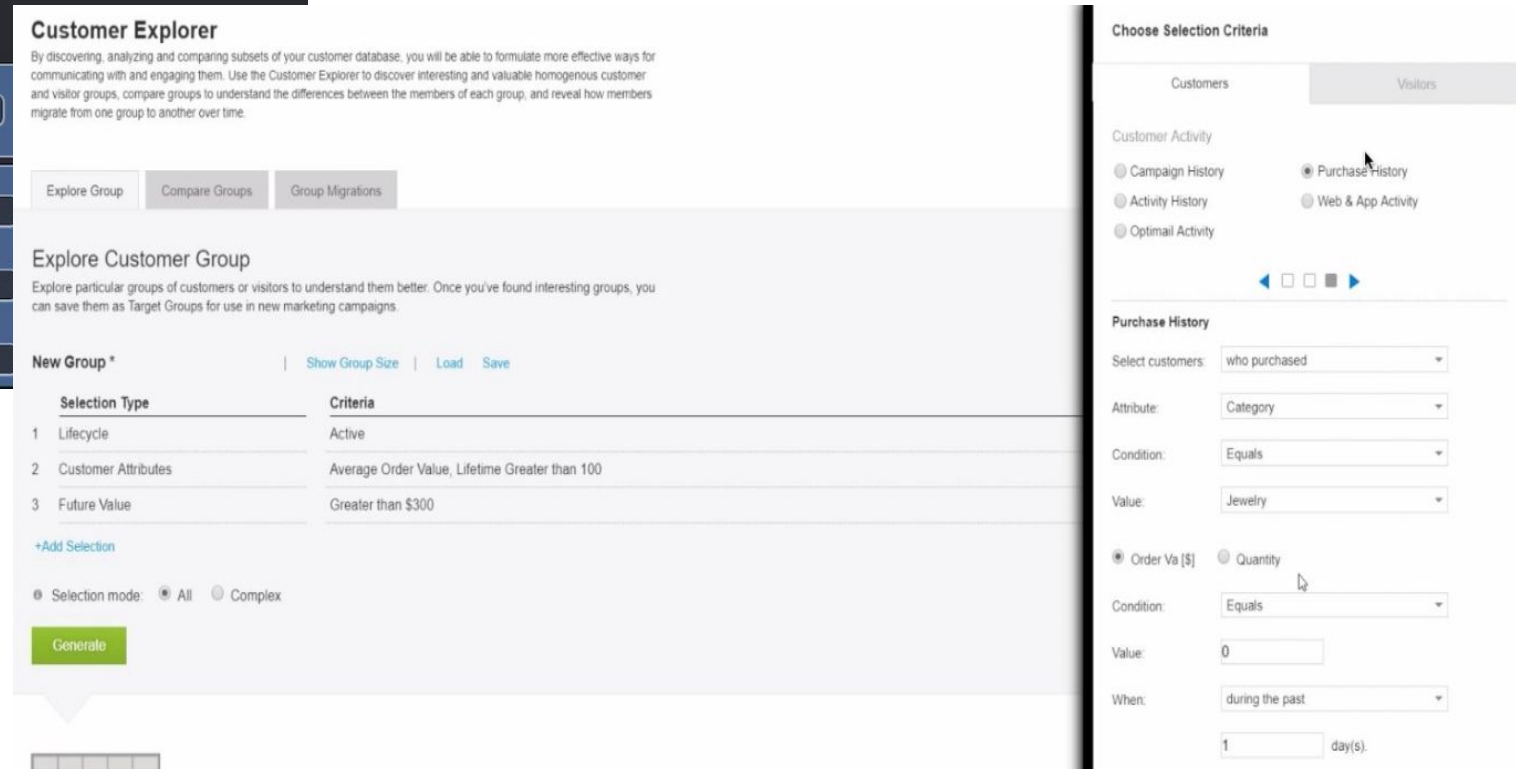 Customer Explorer
By discovering, analyzing and comparing subsets of your customer database, you will be able to formulate more effective ways for
communicating with and engaging them. Use the Customer Explorer to discover interesting and valuable homogenous customer
and visitor groups, compare groups to understand the differences between the members of each group, and reveal how members
migrate from one group to another over time.
Explore Group Compare Groups Group Migrations
Explore Customer Group
Explore particular groups of customers or visitors to understand them better. Once you've found interesting groups, you
can save them as Target Groups for use in new marketing campaigns.
New Group * | Show Group Size | Load Save
Selection Type Criteria
1 Lifecycle Active
2 Customer Attributes Average Order Value, Lifetime Greater than 100
3 Future Value Greater than $300
+Add Selection
Selection mode: All Complex
Generate
Choose Selection Criteria
Customers Visitors
Customer Activity
Campaign History Purchase History
Activity History Web & App Activity
Optimail Activity
Purchase History
Select customers: who purchased
Attribute: Category
Condition: Equals
Value: Jewelry
Order Va [$] Quantity
Condition: Equals
Value: 0
When: during the past
1 day(s).